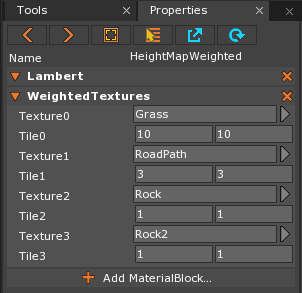 Tools Properties
Name HeightMapWeighted
Lambert
WeightedTextures
Texture0 Grass
Tile0 10 10
Texture1 RoadPath
Tile1 3 3
Texture2 Rock
Tile2 1 1
Texture3 Rock2
Tile3 1 1
Add MaterialBlock...